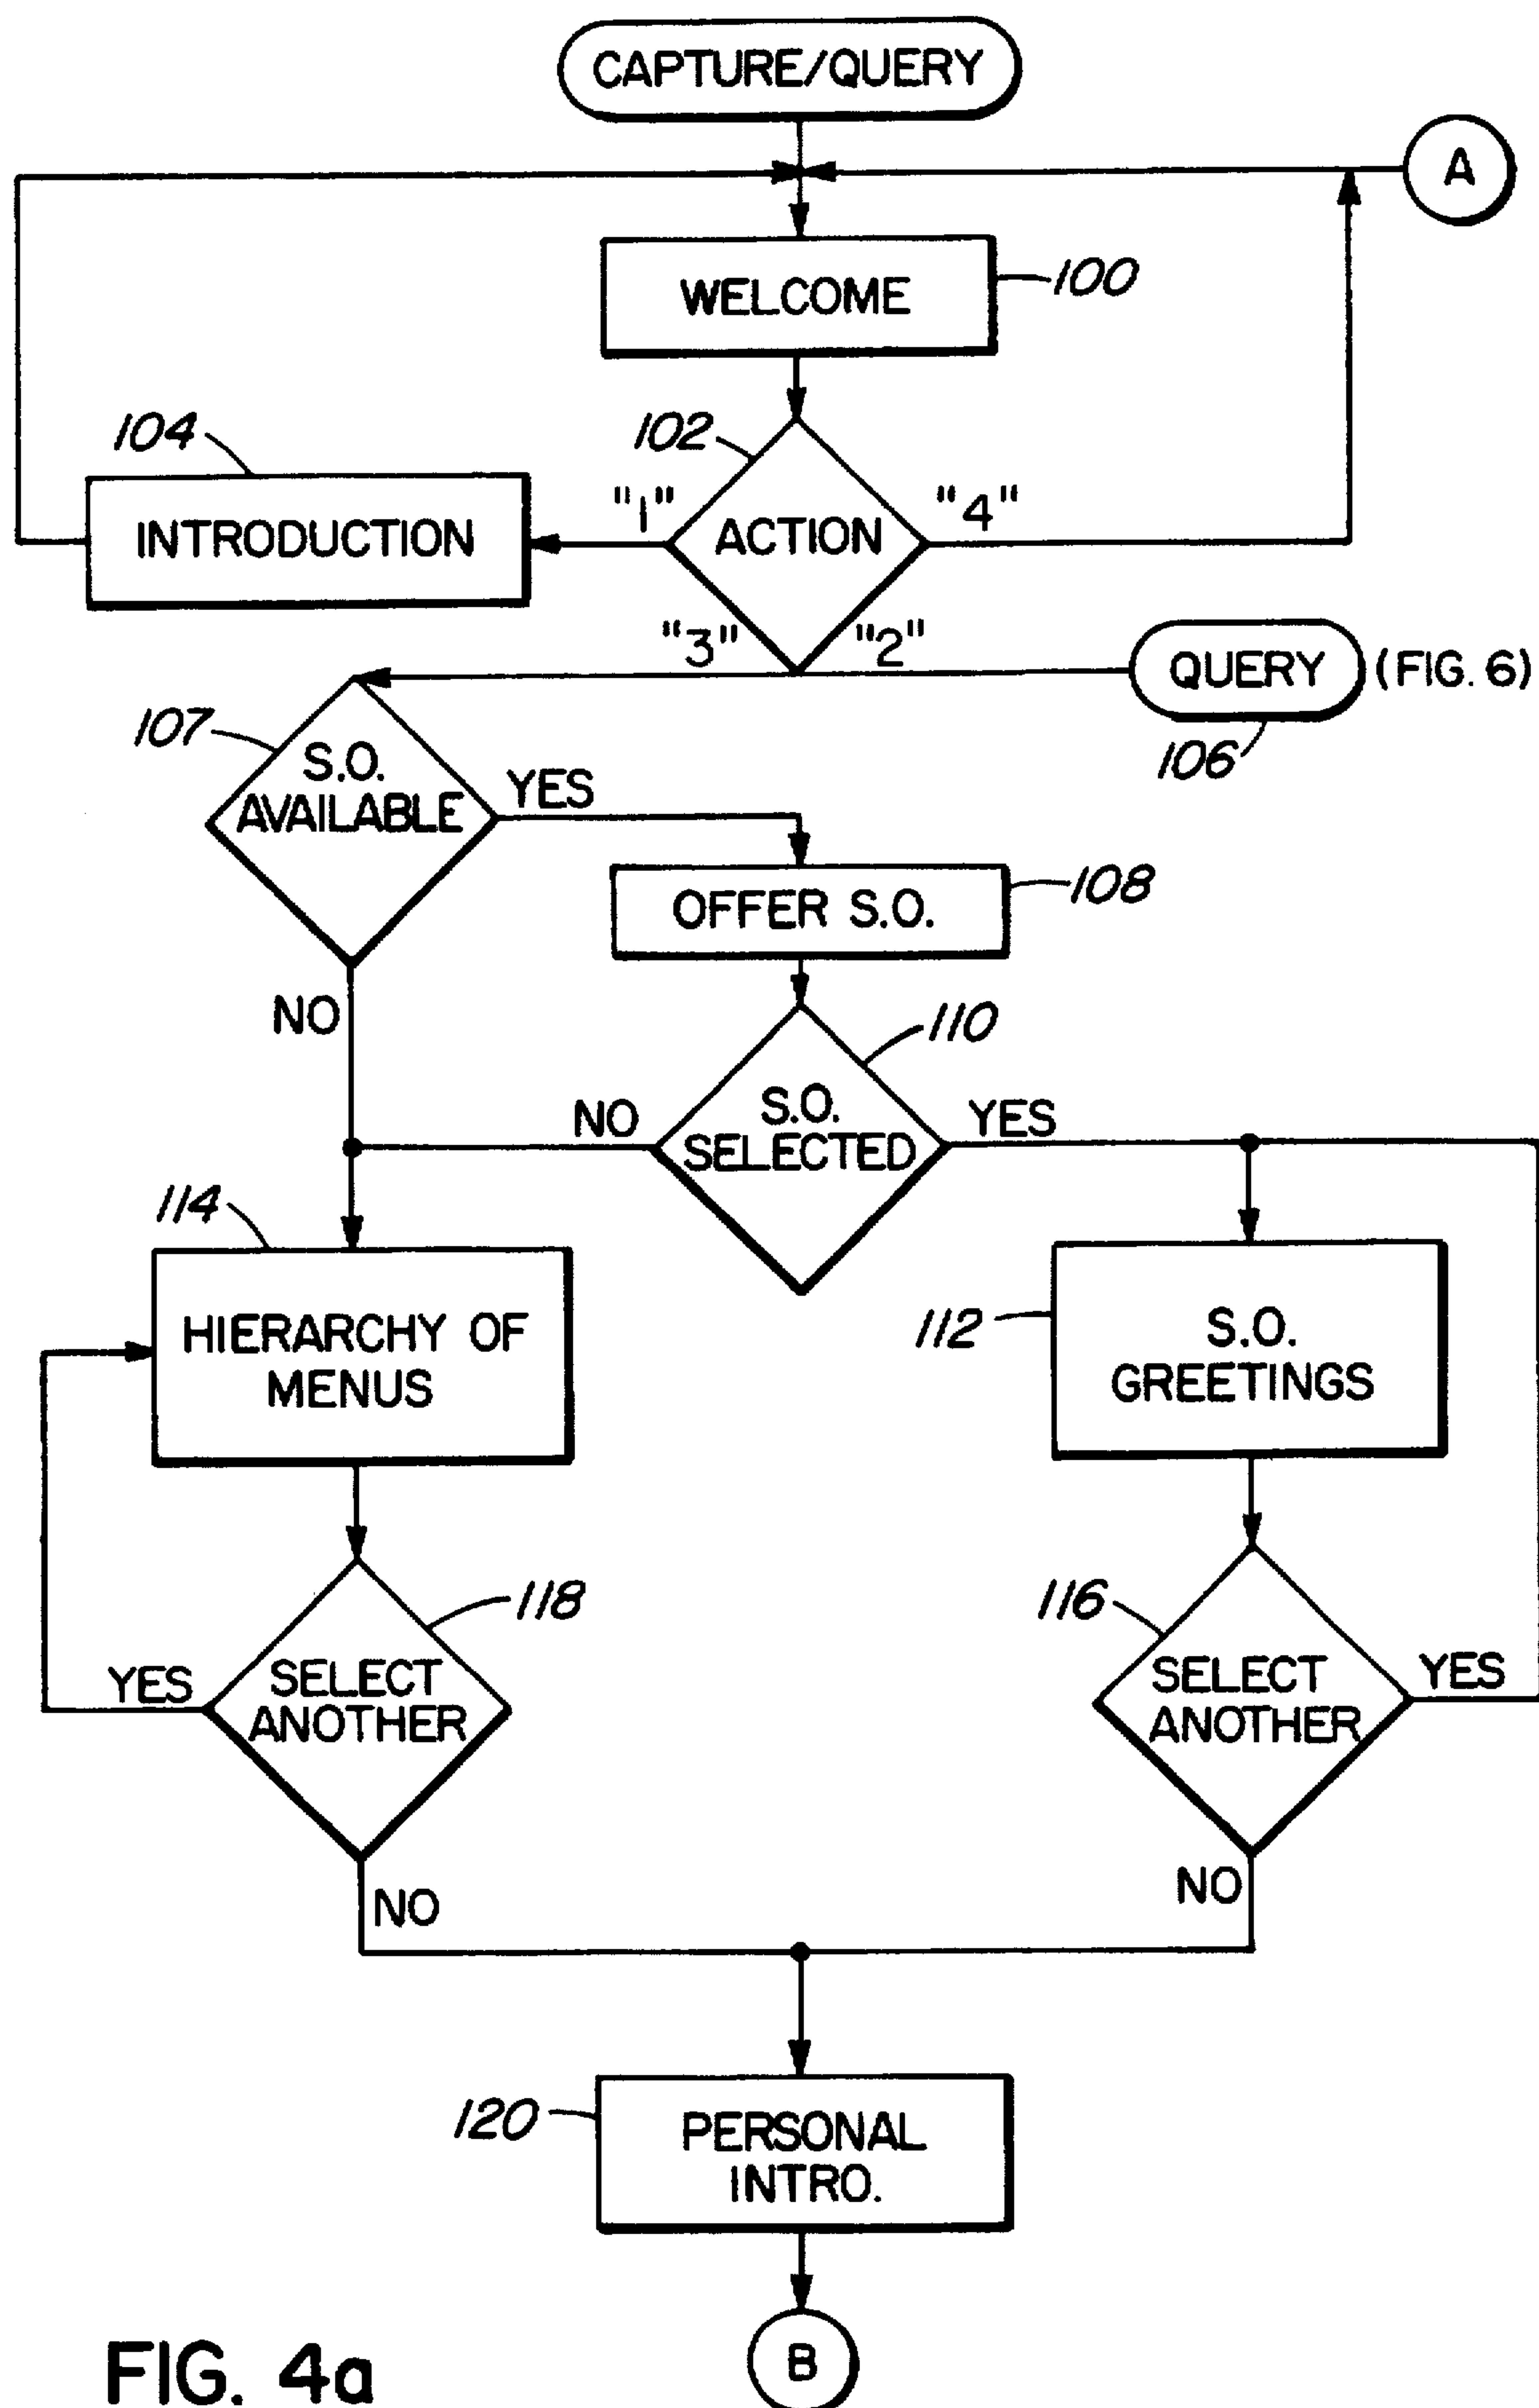 CAPTURE/QUERY
A
WELCOME
100
102
104
"1"
ACTION
"4"
INTRODUCTION
"3"
"2"
QUERY
(FIG. 6)
106
107
S.O.
AVAILABLE
YES
OFFER S.O.
108
NO
110
S.O.
SELECTED
NO
YES
114
HIERARCHY OF
MENUS
112
S.O.
GREETINGS
118
SELECT
ANOTHER
YES
116
SELECT
ANOTHER
YES
NO
NO
120
PERSONAL
INTRO.
B
FIG. 4a